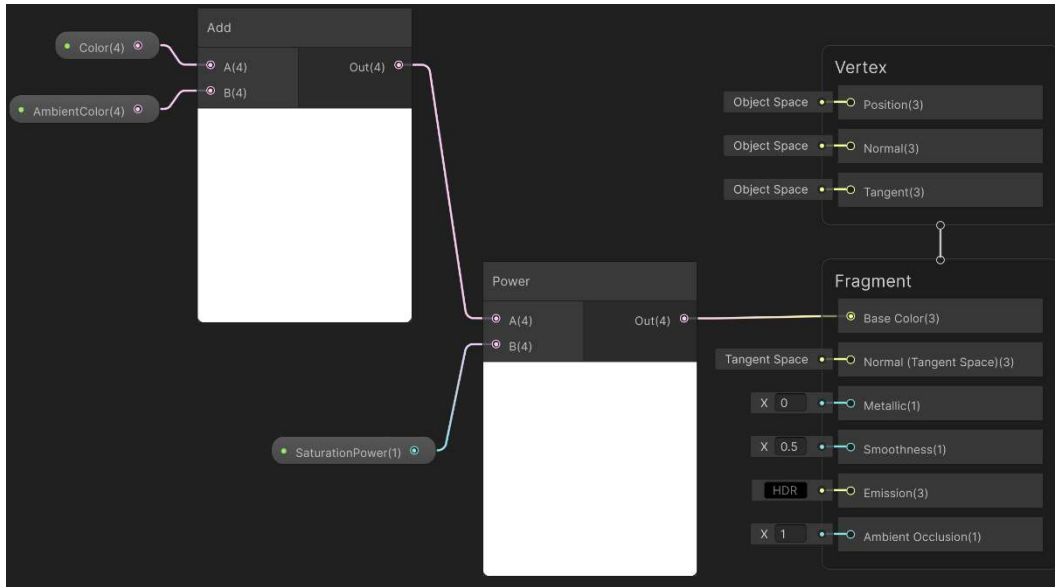 Color(4)
AmbientColor(4)
Add
A(4)
Out(4)
B(4)
Power
A(4)
Out(4)
B(4)
SaturationPower(1)
Vertex
Object Space
Position(3)
Object Space
Normal(3)
Object Space
Tangent(3)
Fragment
Base Color(3)
Tangent Space
Normal (Tangent Space)(3)
X 0
Metallic(1)
X 0.5
Smoothness(1)
HDR
Emission(3)
X 1
Ambient Occlusion(1)